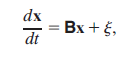 dx/dt = Bx + ξ,